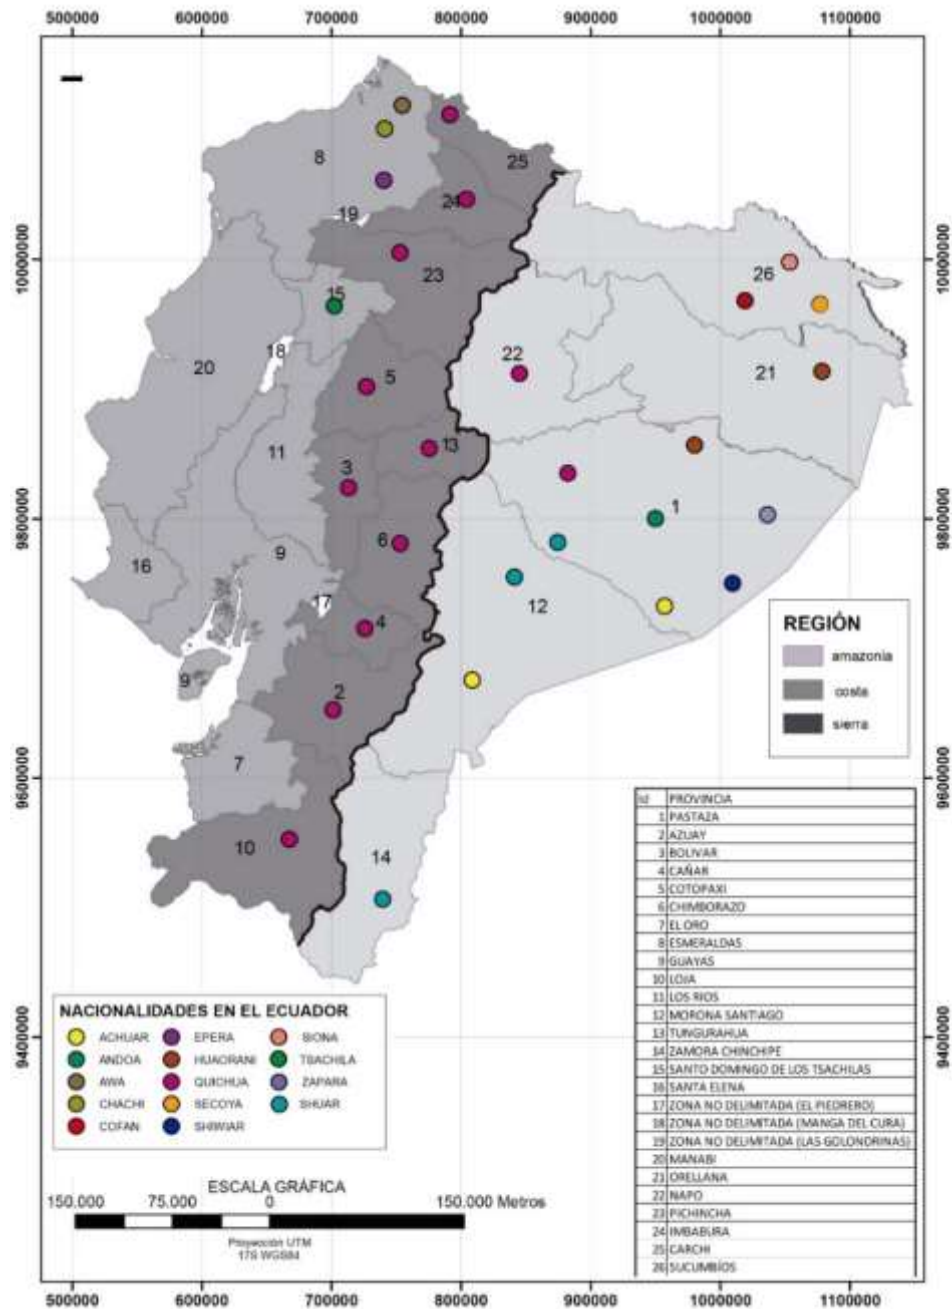 500000 600000 700000 800000 900000 1000000 1100000
10000000
9800000
9600000
9400000
10000000
9800000
9600000
9400000
8
25
24
19
23
26
15
18
22
20
21
5
11
13
3
1
6
16
9
12
17
4
9
2
7
10
14
REGIÓN
amazonia
costa
sierra
Id PROVINCIA
1 PASTAZA
2 AZUAY
3 BOLIVAR
4 CAÑAR
5 COTOPAXI
6 CHIMBORAZO
7 EL ORO
8 ESMERALDAS
9 GUAYAS
10 LOJA
11 LOS RIOS
12 MORONA SANTIAGO
13 TUNGURAHUA
14 ZAMORA CHINCHIPE
15 SANTO DOMINGO DE LOS TSACHILAS
16 SANTA ELENA
17 ZONA NO DELIMITADA (EL PIEDRERO)
18 ZONA NO DELIMITADA (MANGA DEL CURA)
19 ZONA NO DELIMITADA (LAS GOLONDRINAS)
20 MANABI
21 ORELLANA
22 NAPO
23 PICHINCHA
24 IMBABURA
25 CARCHI
26 SUCUMBÍOS
NACIONALIDADES EN EL ECUADOR
ACHUAR EPERA SIONA
ANDOA HUAORANI TSACHILA
AWA QUICHUA ZAPARA
CHACHI SECOYA SHUAR
COFAN SHIWIAR
ESCALA GRÁFICA
150.000 75.000 0 150.000 Metros
Proyección UTM
17S WGS84
500000 600000 700000 800000 900000 1000000 1100000